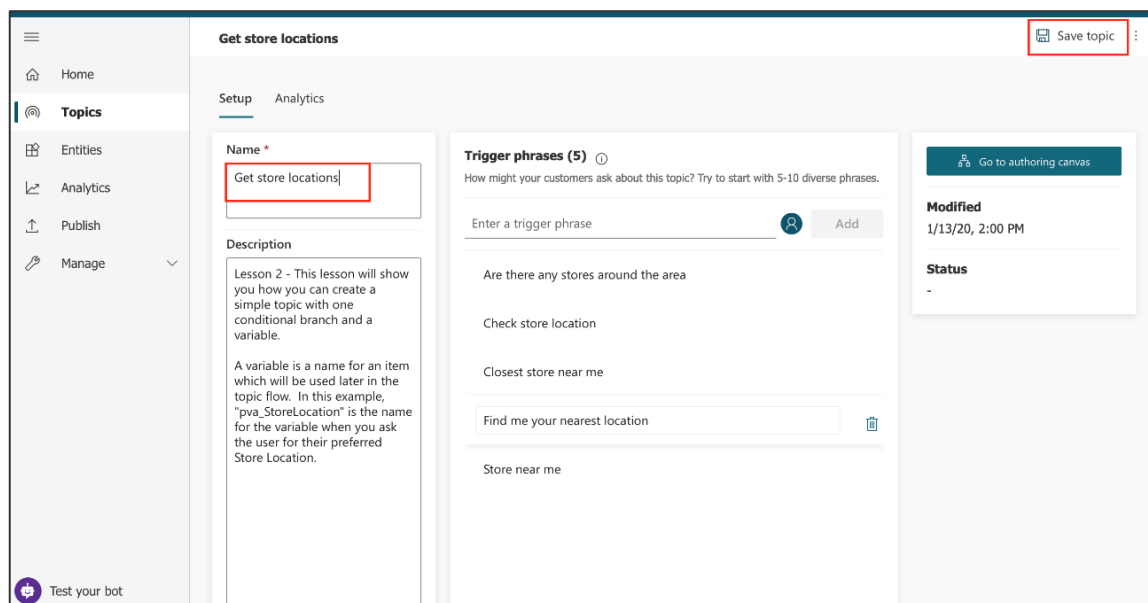 Get store locations
Save topic
Home
Topics
Entities
Analytics
Publish
Manage
Test your bot
Setup
Analytics
Name *
Get store locations
Description
Lesson 2 - This lesson will show
you how you can create a
simple topic with one
conditional branch and a
variable.
A variable is a name for an item
which will be used later in the
topic flow. In this example,
"pva_StoreLocation" is the name
for the variable when you ask
the user for their preferred
Store Location.
Trigger phrases (5)
How might your customers ask about this topic? Try to start with 5-10 diverse phrases.
Enter a trigger phrase
Add
Are there any stores around the area
Check store location
Closest store near me
Find me your nearest location
Store near me
Go to authoring canvas
Modified
1/13/20, 2:00 PM
Status
-